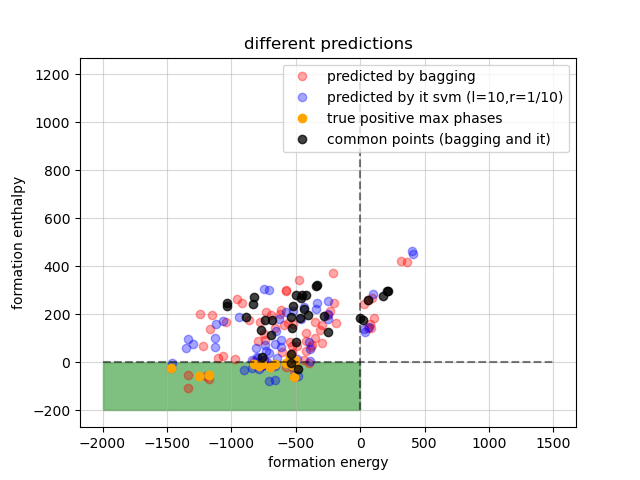 different predictions
predicted by bagging
predicted by it svm (l=10,r=1/10)
true positive max phases
common points (bagging and it)
formation enthalpy
1200
1000
800
600
400
200
0
−200
−2000 −1500 −1000 −500 0 500 1000 1500
formation energy